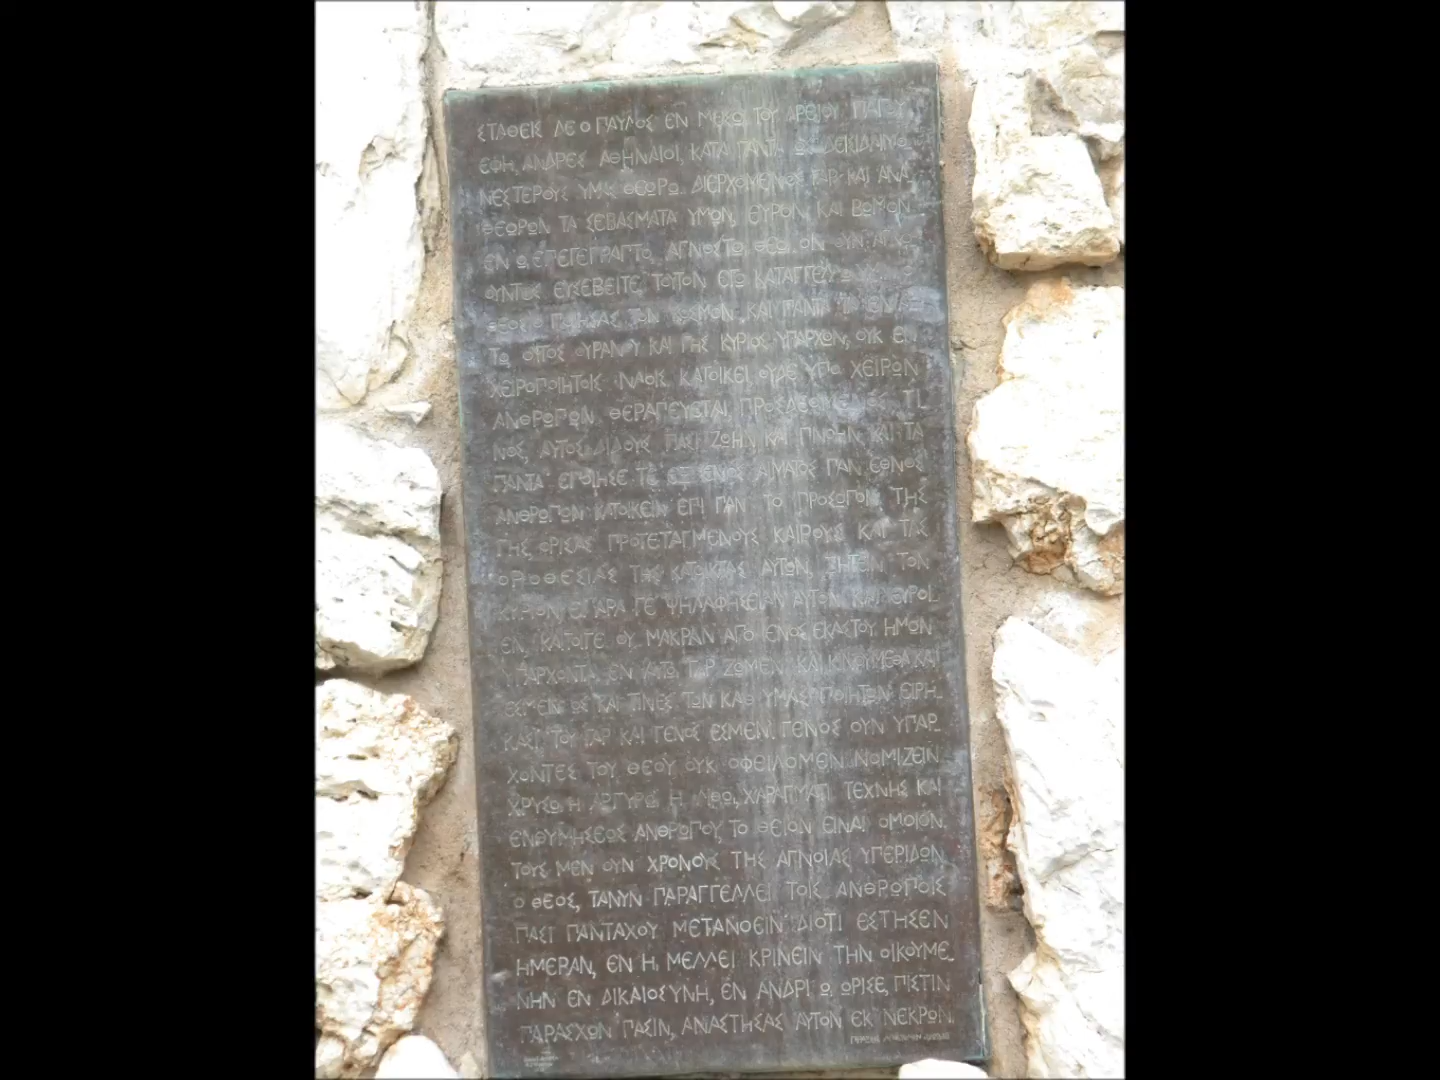 ΣΤΑΘΕΙΣ ΔΕ Ο ΠΑΥΛΟΣ ΕΝ ΜΕΣΩ ΤΟΥ ΑΡΕΙΟΥ ΠΑΓΟΥ
ΕΦΗ, ΑΝΔΡΕΣ ΑΘΗΝΑΙΟΙ, ΚΑΤΑ ΠΑΝΤΑ ΩΣ ΔΕΙΣΙΔΑΙΜΟ
ΝΕΣΤΕΡΟΥΣ ΥΜΑΣ ΘΕΩΡΩ. ΔΙΕΡΧΟΜΕΝΟΣ ΓΑΡ ΚΑΙ ΑΝΑ
ΘΕΩΡΩΝ ΤΑ ΣΕΒΑΣΜΑΤΑ ΥΜΩΝ, ΕΥΡΟΝ ΚΑΙ ΒΩΜΟΝ
ΕΝ Ω ΕΠΕΓΕΓΡΑΠΤΟ, ΑΓΝΩΣΤΩ ΘΕΩ. ΟΝ ΟΥΝ ΑΓΝΟ
ΟΥΝΤΕΣ ΕΥΣΕΒΕΙΤΕ ΤΟΥΤΟΝ ΕΓΩ ΚΑΤΑΓΓΕΛΛΩ
ΘΕΟΣ Ο ΠΟΙΗΣΑΣ ΤΟΝ ΚΟΣΜΟΝ ΚΑΙ ΠΑΝΤΑ ΤΑ ΕΝ ΑΥ
ΤΩ ΟΥΤΟΣ ΟΥΡΑΝΟΥ ΚΑΙ ΓΗΣ ΚΥΡΙΟΣ ΥΠΑΡΧΩΝ, ΟΥΚ ΕΝ
ΧΕΙΡΟΠΟΙΗΤΟΙΣ ΝΑΟΙΣ ΚΑΤΟΙΚΕΙ ΟΥΔΕ ΥΠΟ ΧΕΙΡΩΝ
ΑΝΘΡΩΠΩΝ ΘΕΡΑΠΕΥΕΤΑΙ ΠΡΟΣΔΕΟΜΕΝΟΣ ΤΙ_
ΝΟΣ, ΑΥΤΟΣ ΔΙΔΟΥΣ ΠΑΣΙ ΖΩΗΝ ΚΑΙ ΠΝΟΗΝ ΚΑΙ ΤΑ
ΠΑΝΤΑ ΕΠΟΙΗΣΕ ΤΕ ΕΞ ΕΝΟΣ ΑΙΜΑΤΟΣ ΠΑΝ ΕΘΝΟΣ
ΑΝΘΡΩΠΩΝ ΚΑΤΟΙΚΕΙΝ ΕΠΙ ΠΑΝ ΤΟ ΠΡΟΣΩΠΟΝ ΤΗΣ
ΓΗΣ, ΟΡΙΣΑΣ ΠΡΟΤΕΤΑΓΜΕΝΟΥΣ ΚΑΙΡΟΥΣ ΚΑΙ ΤΑΣ
ΟΡΟΘΕΣΙΑΣ ΤΗΣ ΚΑΤΟΙΚΙΑΣ ΑΥΤΩΝ, ΖΗΤΕΙΝ ΤΟΝ
ΚΥΡΙΟΝ ΕΙ ΑΡΑ ΓΕ ΨΗΛΑΦΗΣΕΙΑΝ ΑΥΤΟΝ ΚΑΙ ΕΥΡΟΙ_
ΕΝ, ΚΑΙΤΟΙΓΕ ΟΥ ΜΑΚΡΑΝ ΑΠΟ ΕΝΟΣ ΕΚΑΣΤΟΥ ΗΜΩΝ
ΥΠΑΡΧΟΝΤΑ. ΕΝ ΑΥΤΩ ΓΑΡ ΖΩΜΕΝ ΚΑΙ ΚΙΝΟΥΜΕΘΑ ΚΑΙ
ΕΣΜΕΝ ΩΣ ΚΑΙ ΤΙΝΕΣ ΤΩΝ ΚΑΘ ΥΜΑΣ ΠΟΙΗΤΩΝ ΕΙΡΗ_
ΚΑΣΙ, ΤΟΥ ΓΑΡ ΚΑΙ ΓΕΝΟΣ ΕΣΜΕΝ. ΓΕΝΟΣ ΟΥΝ ΥΠΑΡ_
ΧΟΝΤΕΣ ΤΟΥ ΘΕΟΥ ΟΥΚ ΟΦΕΙΛΟΜΕΝ ΝΟΜΙΖΕΙΝ
ΧΡΥΣΩ Η ΑΡΓΥΡΩ Η ΛΙΘΩ, ΧΑΡΑΓΜΑΤΙ ΤΕΧΝΗΣ ΚΑΙ
ΕΝΘΥΜΗΣΕΩΣ ΑΝΘΡΩΠΟΥ, ΤΟ ΘΕΙΟΝ ΕΙΝΑΙ ΟΜΟΙΟΝ.
ΤΟΥΣ ΜΕΝ ΟΥΝ ΧΡΟΝΟΥΣ ΤΗΣ ΑΓΝΟΙΑΣ ΥΠΕΡΙΔΩΝ
Ο ΘΕΟΣ, ΤΑΝΥΝ ΠΑΡΑΓΓΕΛΛΕΙ ΤΟΙΣ ΑΝΘΡΩΠΟΙΣ
ΠΑΣΙ ΠΑΝΤΑΧΟΥ ΜΕΤΑΝΟΕΙΝ ΔΙΟΤΙ ΕΣΤΗΣΕΝ
ΗΜΕΡΑΝ, ΕΝ Η, ΜΕΛΛΕΙ ΚΡΙΝΕΙΝ ΤΗΝ ΟΙΚΟΥΜΕ_
ΝΗΝ ΕΝ ΔΙΚΑΙΟΣΥΝΗ, ΕΝ ΑΝΔΡΙ Ω, ΩΡΙΣΕ, ΠΙΣΤΙΝ
ΠΑΡΑΣΧΩΝ ΠΑΣΙΝ, ΑΝΑΣΤΗΣΑΣ ΑΥΤΟΝ ΕΚ ΝΕΚΡΩΝ.